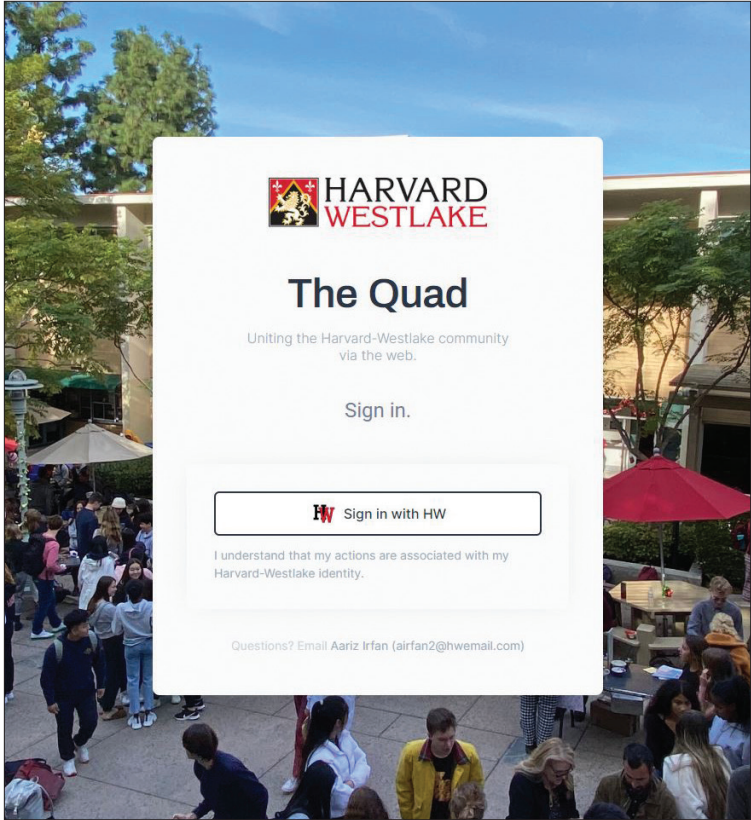 HARVARD
WESTLAKE
The Quad
Uniting the Harvard-Westlake community
via the web.
Sign in.
HW Sign in with HW
I understand that my actions are associated with my
Harvard-Westlake identity.
Questions? Email Aariz Irfan (airfan2@hwemail.com)